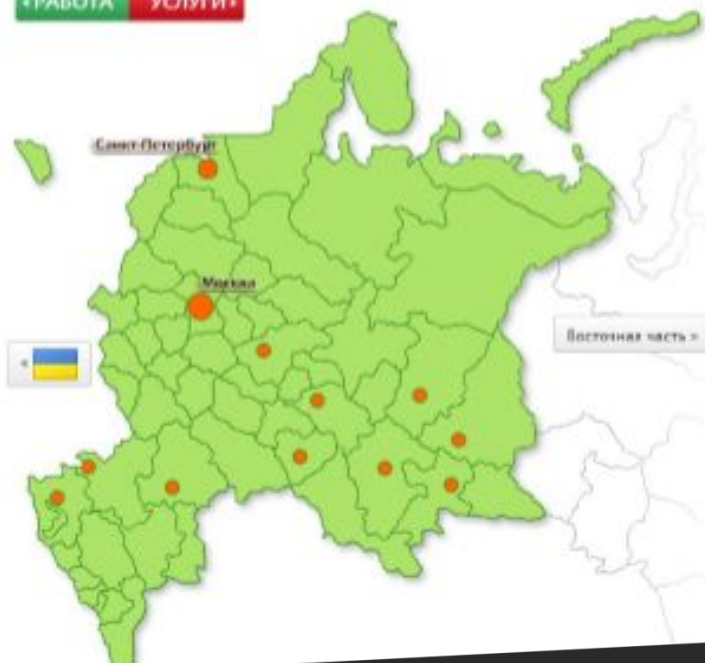 ‹РАБОТА УСЛУГИ›
Санкт-Петербург
Москва
Восточная часть »
«